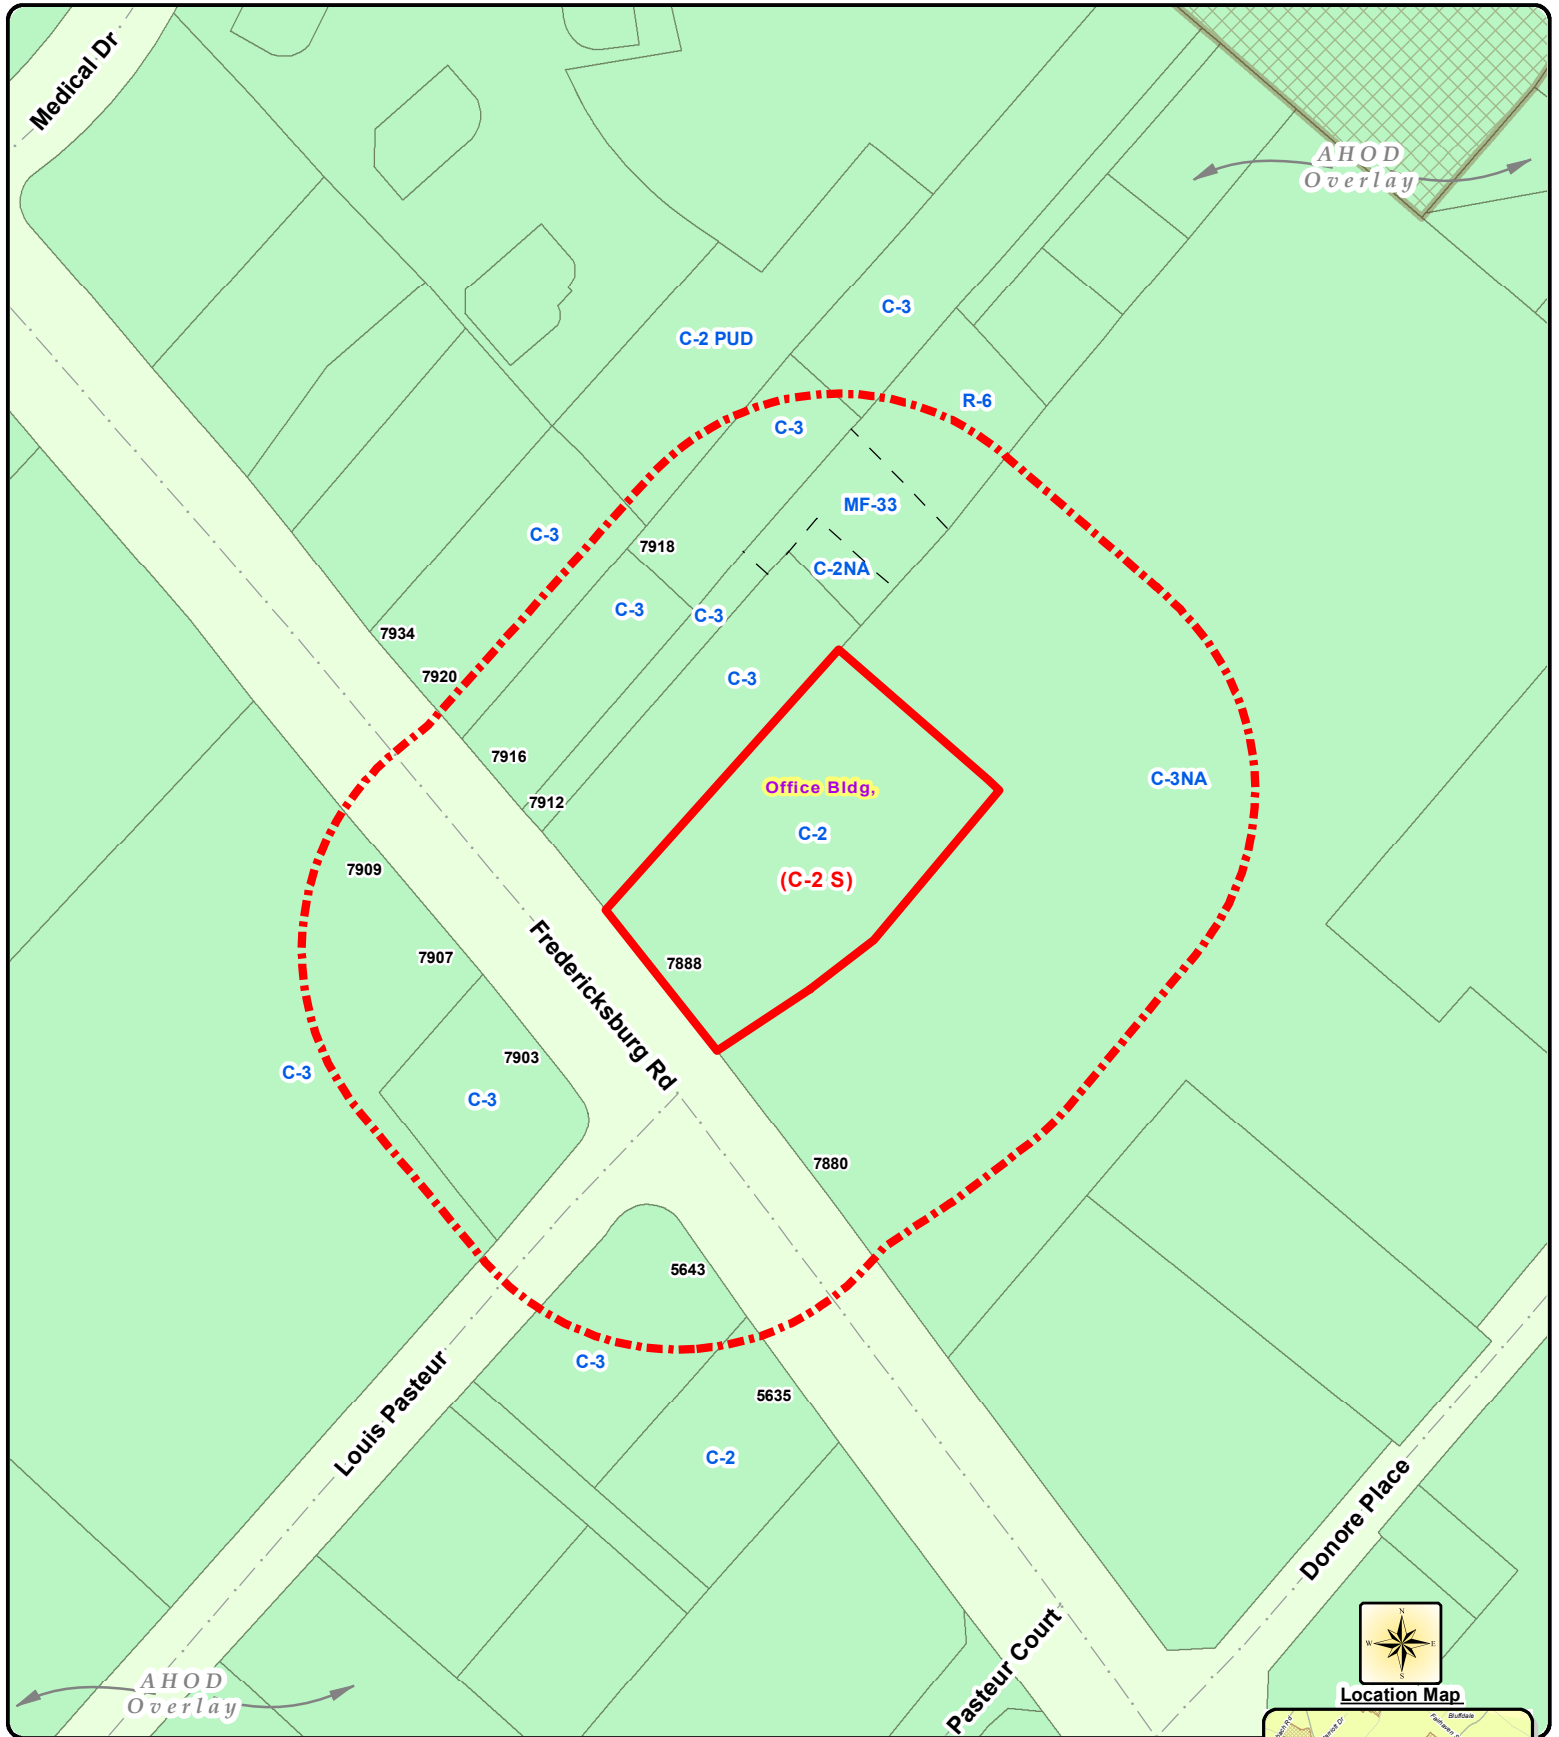 Medical Dr
AHOD
Overlay
C-3
C-2 PUD
R-6
C-3
MF-33
C-3
7918
C-2NA
C-3
C-3
7934
7920
C-3
7916
C-3NA
Office Bldg,
7912
C-2
7909
(C-2 S)
Fredericksburg Rd
7907
7888
7903
C-3
C-3
7880
5643
C-3
Louis Pasteur
5635
C-2
Donore Place
Pasteur Court
N
W
E
S
AHOD
Overlay
Location Map
Bluffdale